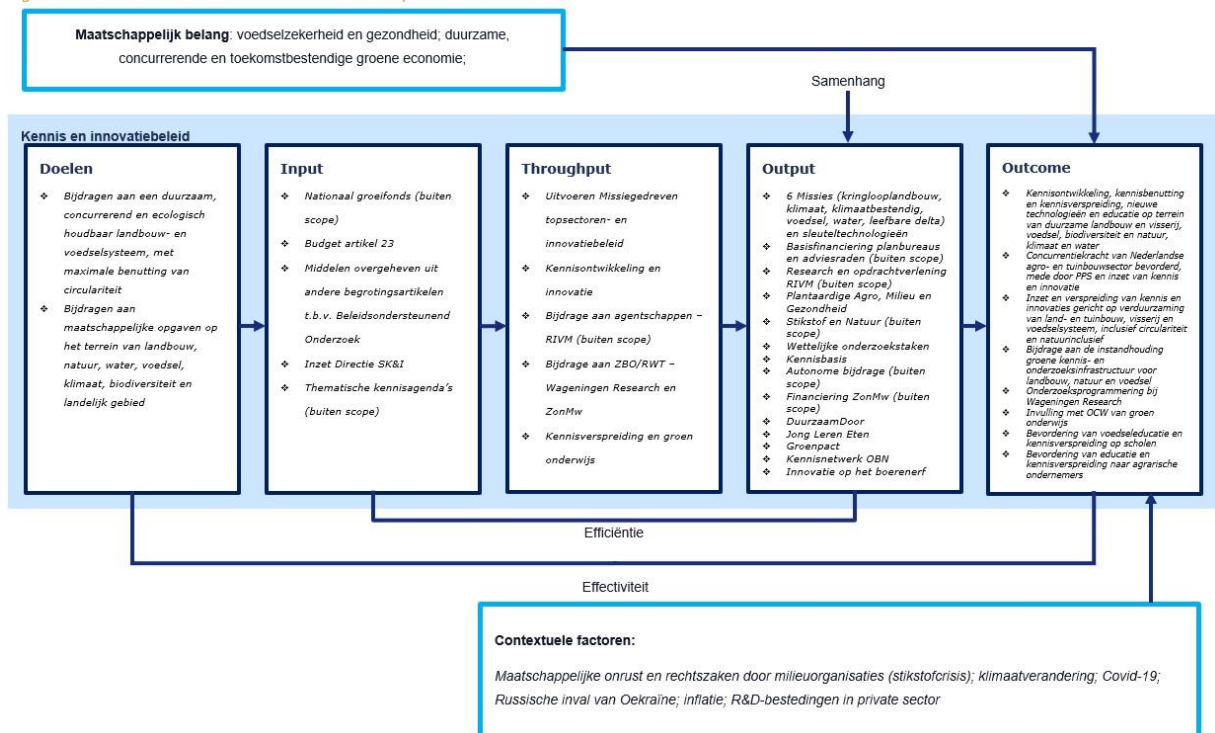 Maatschappelijk belang: voedselzekerheid en gezondheid; duurzame,
concurrerende en toekomstbestendige groene economie;
Samenhang
Kennis en innovatiebeleid
Doelen
❖ Bijdragen aan een duurzaam,
concurrerend en ecologisch
houdbaar landbouw- en
voedselsysteem, met
maximale benutting van
circulariteit
❖ Bijdragen aan
maatschappelijke opgaven op
het terrein van landbouw,
natuur, water, voedsel,
klimaat, biodiversiteit en
landelijk gebied
Input
❖ Nationaal groeifonds (buiten
scope)
❖ Budget artikel 23
❖ Middelen overgeheven uit
andere begrotingsartikelen
t.b.v. Beleidsondersteunend
Onderzoek
❖ Inzet Directie SK&I
❖ Thematische kennisagenda's
(buiten scope)
Throughput
❖ Uitvoeren Missiegedreven
topsectoren- en
innovatiebeleid
❖ Kennisontwikkeling en
innovatie
❖ Bijdrage aan agentschappen –
RIVM (buiten scope)
❖ Bijdrage aan ZBO/RWT –
Wageningen Research en
ZonMw
❖ Kennisverspreiding en groen
onderwijs
Output
❖ 6 Missies (kringlooplandbouw,
klimaat, klimaatbestendig,
voedsel, water, leefbare delta)
en sleuteltechnologieën
❖ Basisfinanciering planbureaus
en adviesraden (buiten scope)
❖ Research en opdrachtverlening
RIVM (buiten scope)
❖ Plantaardige Agro, Milieu en
Gezondheid
❖ Stikstof en Natuur (buiten
scope)
❖ Wettelijke onderzoekstaken
❖ Kennisbasis
❖ Autonome bijdrage (buiten
scope)
❖ Financiering ZonMw (buiten
scope)
❖ DuurzaamDoor
❖ Jong Leren Eten
❖ Groenpact
❖ Kennisnetwerk OBN
❖ Innovatie op het boerenerf
Outcome
❖ Kennisontwikkeling, kennisbenutting
en kennisverspreiding, nieuwe
technologieën en educatie op terrein
van duurzame landbouw en visserij,
voedsel, biodiversiteit en natuur,
klimaat en water
❖ Concurrentiekracht van Nederlandse
agro- en tuinbouwsector bevorderd,
mede door PPS en inzet van kennis
en innovatie
❖ Inzet en verspreiding van kennis en
innovaties gericht op verduurzaming
van land- en tuinbouw, visserij en
voedselsysteem, inclusief circulariteit
en natuurinclusief
❖ Bijdrage aan de instandhouding
groene kennis- en
onderzoeksinfrastructuur voor
landbouw, natuur en voedsel
❖ Onderzoeksprogrammering bij
Wageningen Research
❖ Invulling met OCW van groen
onderwijs
❖ Bevordering van voedseleducatie en
kennisverspreiding op scholen
❖ Bevordering van educatie en
kennisverspreiding naar agrarische
ondernemers
Efficiëntie
Effectiviteit
Contextuele factoren:
Maatschappelijke onrust en rechtszaken door milieuorganisaties (stikstofcrisis); klimaatverandering; Covid-19;
Russische inval van Oekraïne; inflatie; R&D-bestedingen in private sector